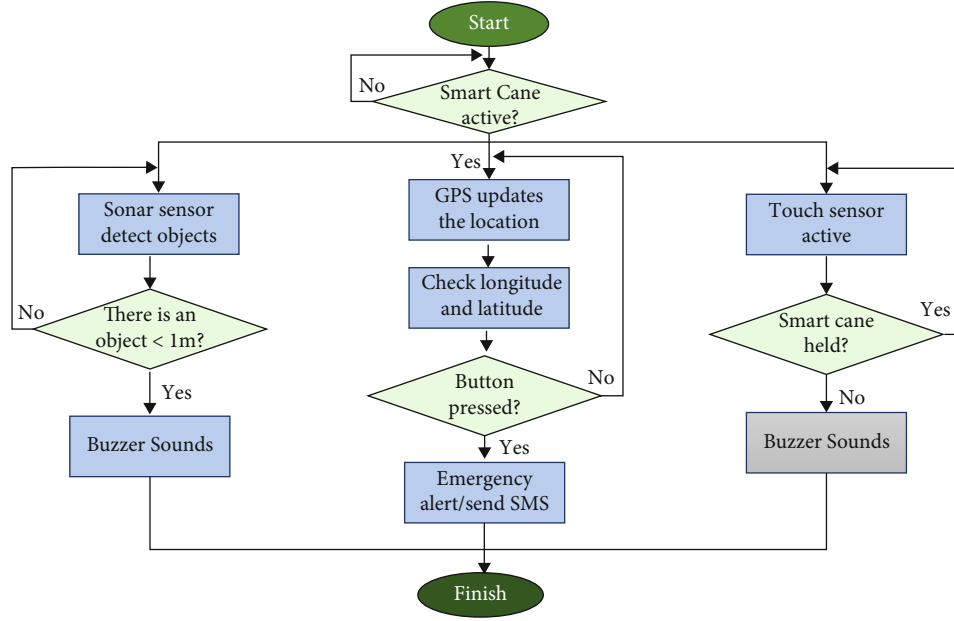 Start
No
Smart Cane
active?
Yes
Sonar sensor
detect objects
GPS updates
the location
Touch sensor
active
Check longitude
and latitude
No
There is an
object < 1m?
Yes
Smart cane
held?
Button
pressed?
No
Yes
No
Buzzer Sounds
Yes
Buzzer Sounds
Emergency
alert/send SMS
Finish